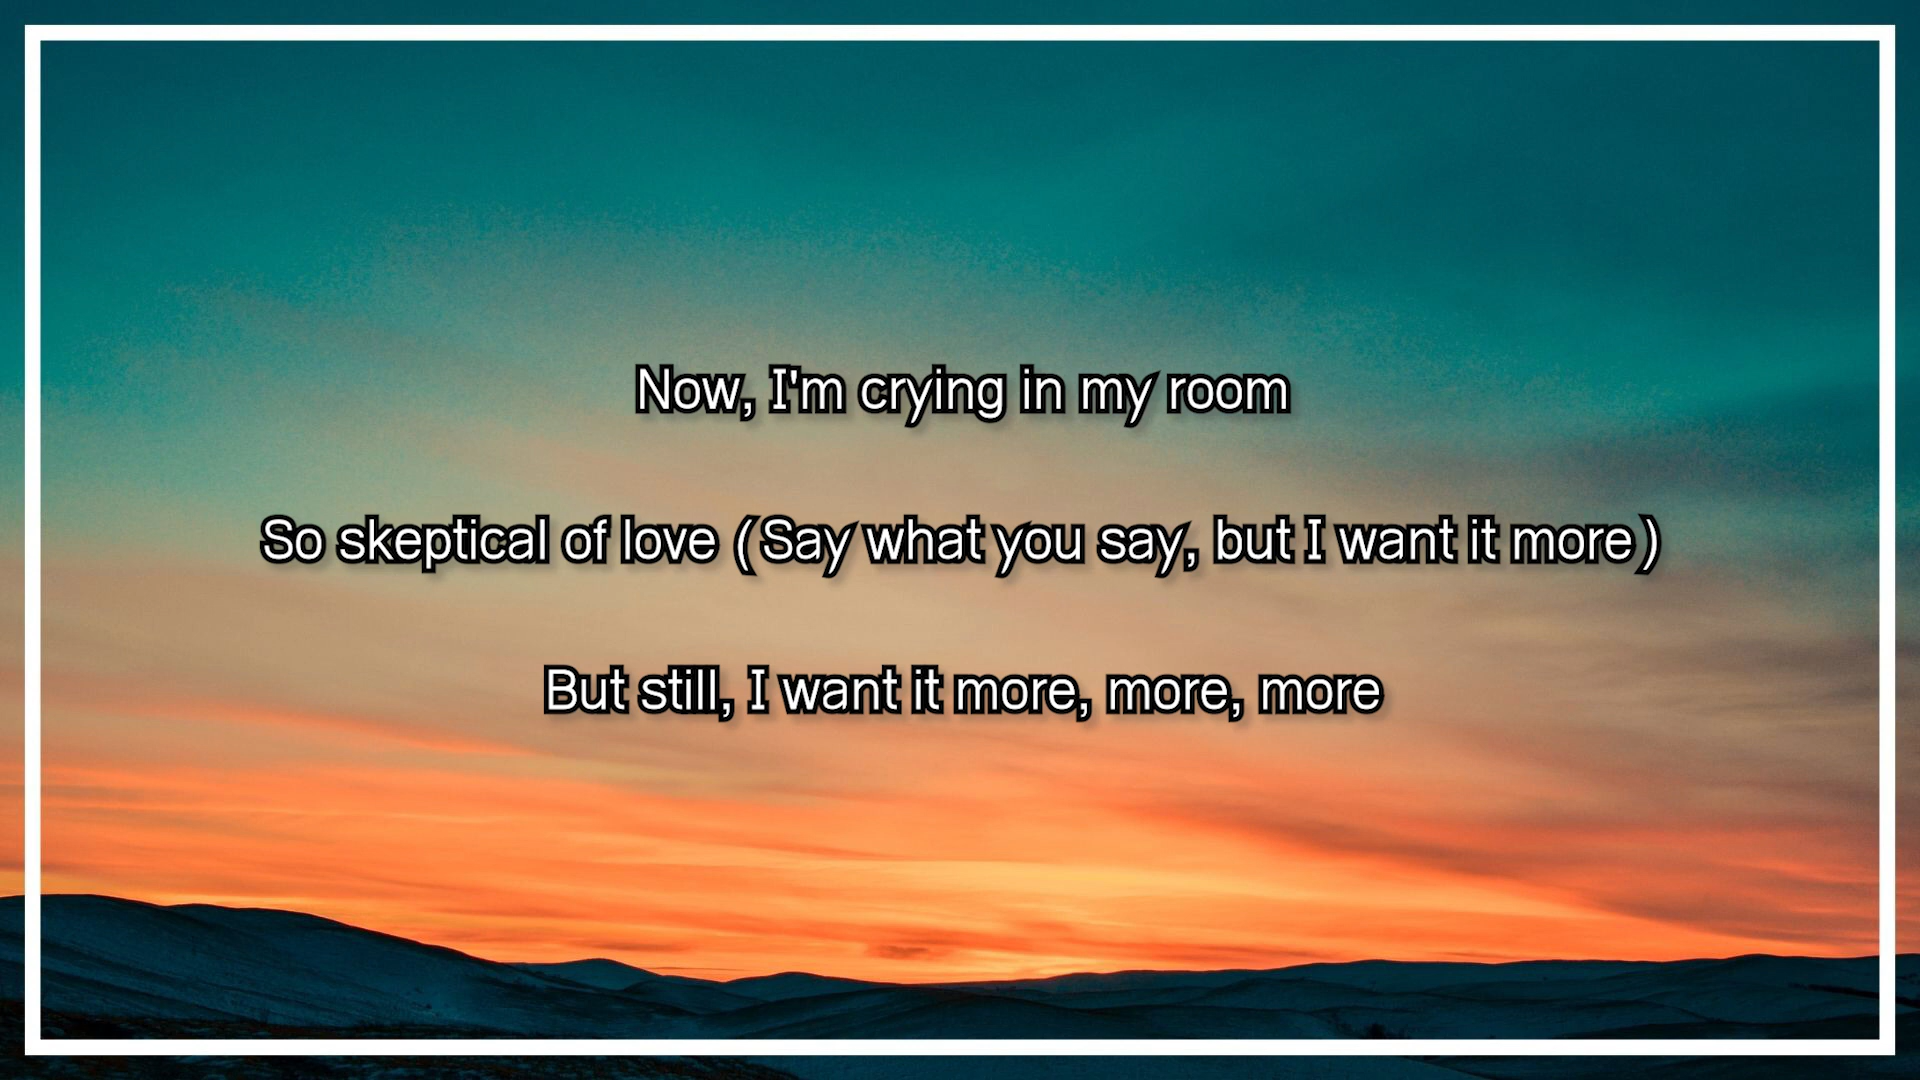 Now, I'm crying in my room
So skeptical of love (Say what you say, but I want it more)
But still, I want it more, more, more